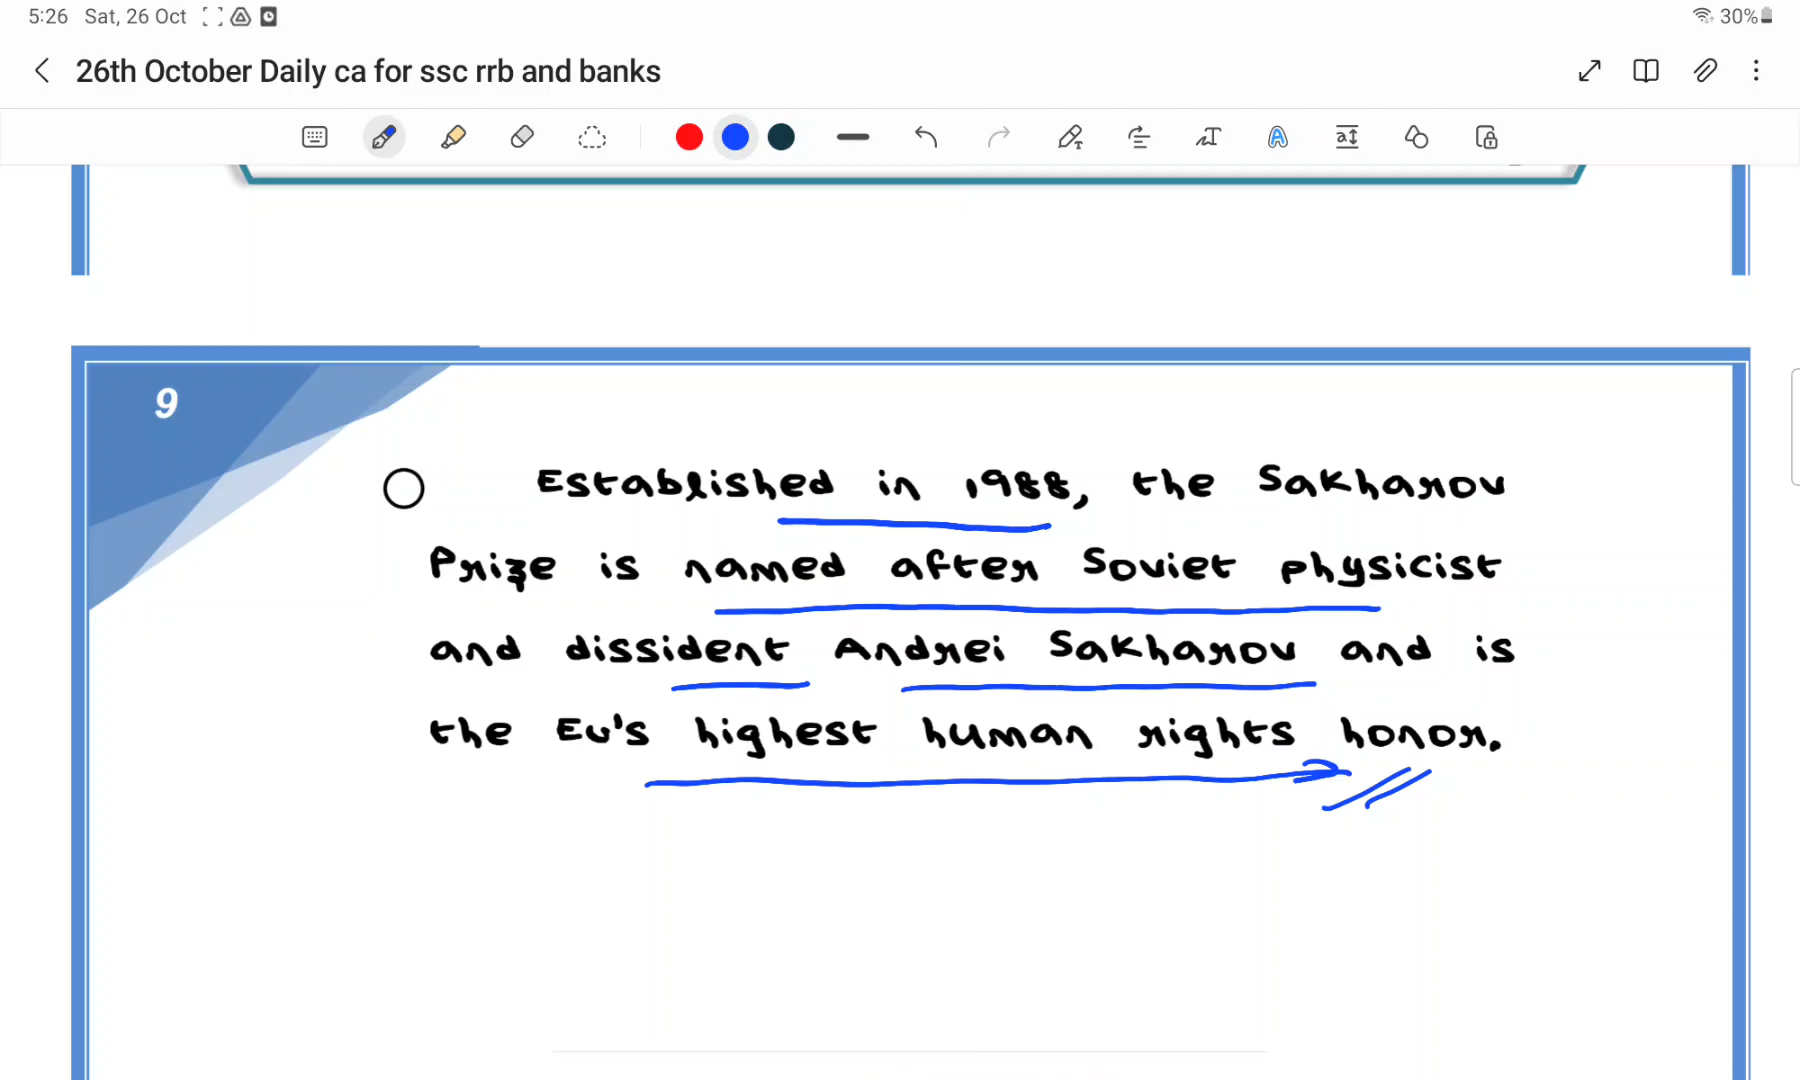 5:26 Sat, 26 Oct 30%
26th October Daily ca for ssc rrb and banks
9
Established in 1988, the Sakharov
Prize is named after Soviet physicist
and dissident Andrei Sakharov and is
the EU's highest human rights honor.